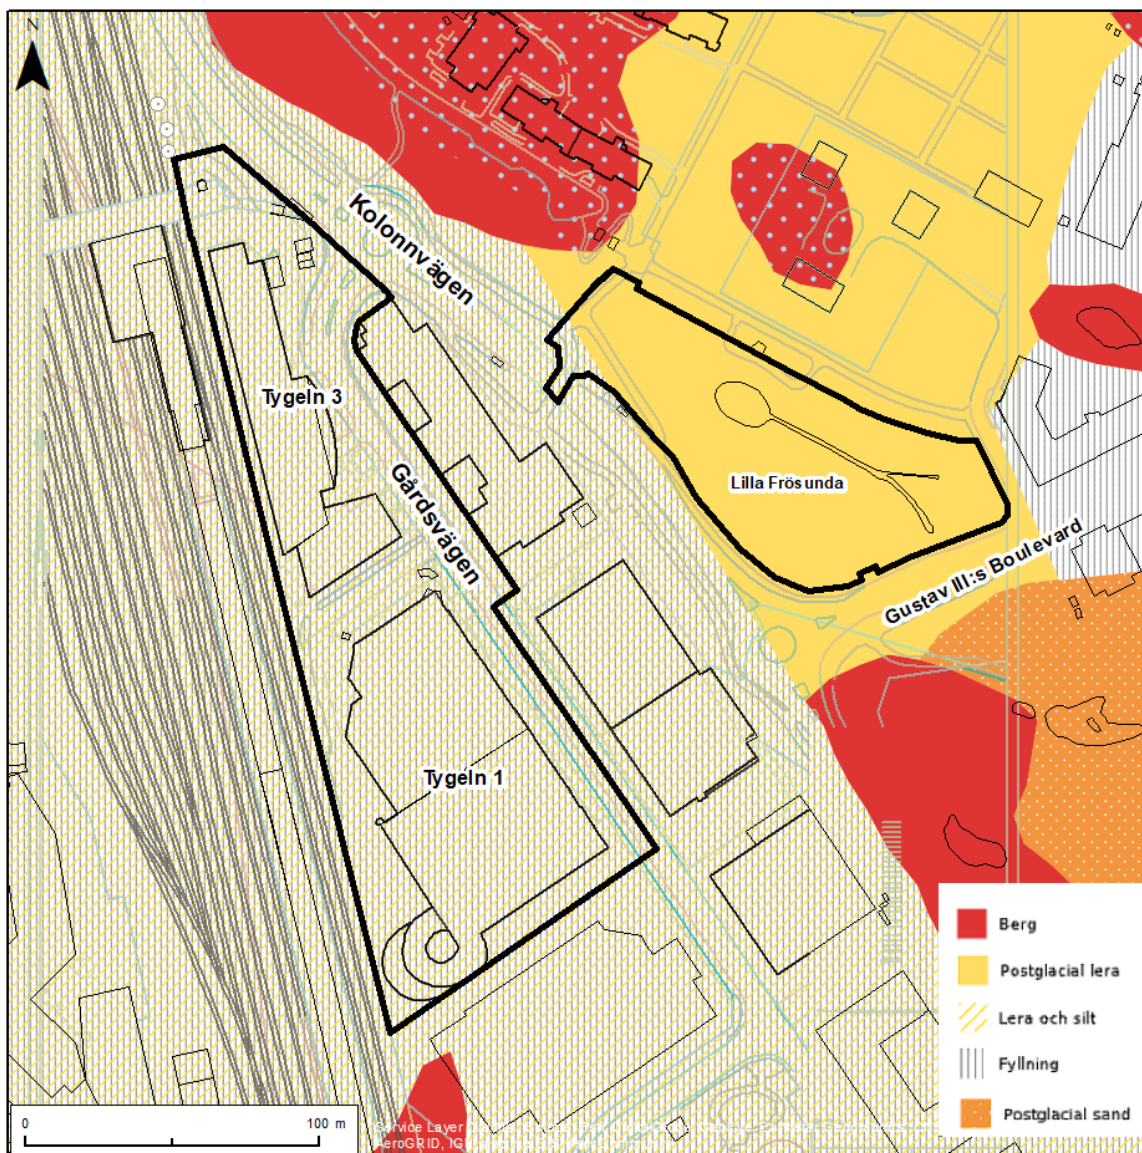 N
Kolonnvägen
Tygeln 3
Gårdsvägen
Lilla Frösunda
Gustav III:s Boulevard
Tygeln 1
Berg
Postglacial lera
Lera och silt
Fyllning
Postglacial sand
0 100 m
Service Layer
AeroGRID, IG